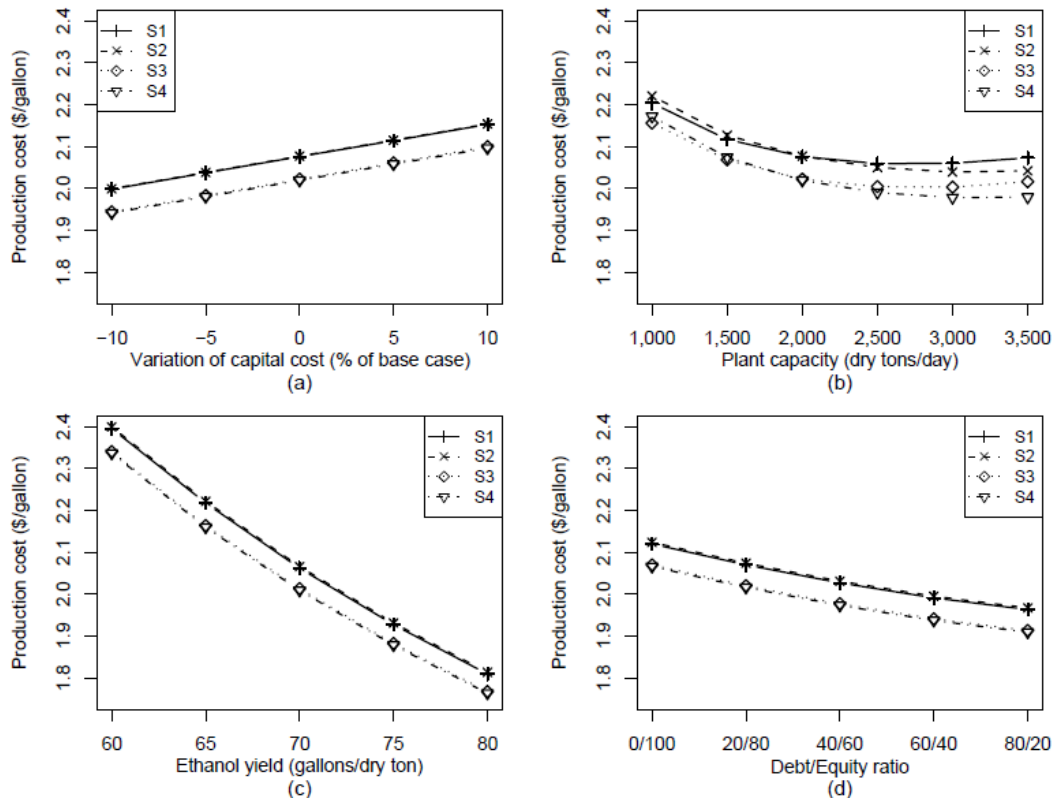 Production cost ($/gallon)
2.4
2.3
2.2
2.1
2.0
1.9
1.8
S1
S2
S3
S4
−10
−5
0
5
10
Variation of capital cost (% of base case)
(a)
Production cost ($/gallon)
2.4
2.3
2.2
2.1
2.0
1.9
1.8
S1
S2
S3
S4
1,000
1,500
2,000
2,500
3,000
3,500
Plant capacity (dry tons/day)
(b)
Production cost ($/gallon)
2.4
2.3
2.2
2.1
2.0
1.9
1.8
S1
S2
S3
S4
60
65
70
75
80
Ethanol yield (gallons/dry ton)
(c)
Production cost ($/gallon)
2.4
2.3
2.2
2.1
2.0
1.9
1.8
S1
S2
S3
S4
0/100
20/80
40/60
60/40
80/20
Debt/Equity ratio
(d)